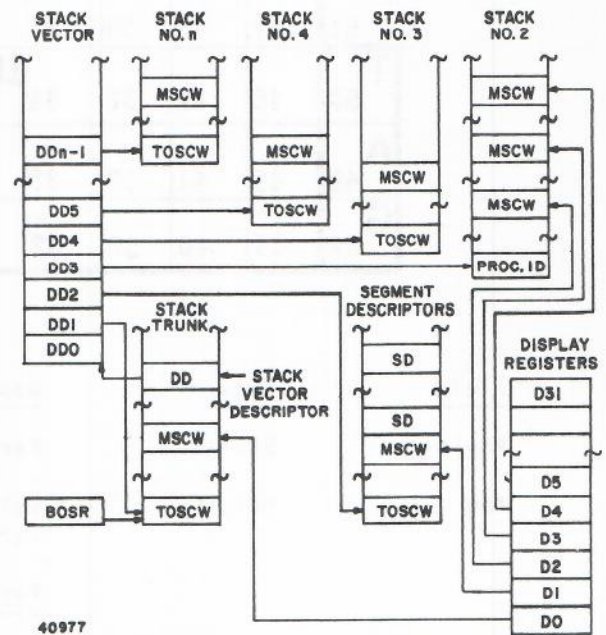 STACK VECTOR
STACK NO. n
STACK NO. 4
STACK NO. 3
STACK NO. 2
MSCW
MSCW
DDn-1
TOSCW
MSCW
MSCW
MSCW
MSCW
DD5
TOSCW
DD4
TOSCW
DD3
PROC. ID
DD2
STACK TRUNK
SEGMENT DESCRIPTORS
DD1
DD0
DD
STACK VECTOR DESCRIPTOR
SD
DISPLAY REGISTERS
D31
MSCW
SD
MSCW
D5
BOSR
TOSCW
TOSCW
D4
D3
D2
D1
D0
40977